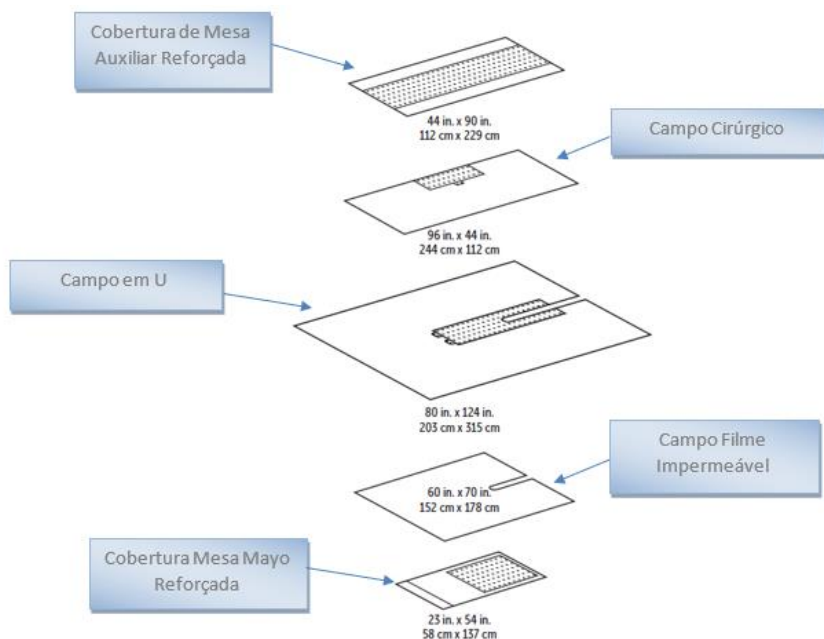 Cobertura de Mesa
Auxiliar Reforçada
44 in. x 90 in.
112 cm x 229 cm
Campo Cirúrgico
96 in. x 44 in.
244 cm x 112 cm
Campo em U
80 in. x 124 in.
203 cm x 315 cm
Campo Filme
Impermeável
60 in. x 70 in.
152 cm x 178 cm
Cobertura Mesa Mayo
Reforçada
23 in. x 54 in.
58 cm x 137 cm